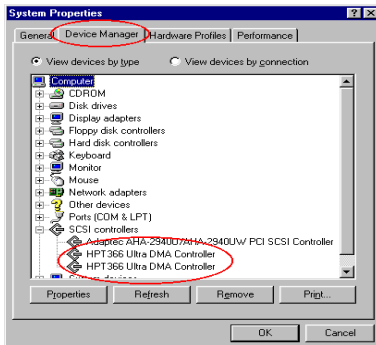 System Properties
General Device Manager Hardware Profiles Performance
View devices by type View devices by connection
Computer
CDROM
Disk drives
Display adapters
Floppy disk controllers
Hard disk controllers
Keyboard
Monitor
Mouse
Network adapters
Other devices
Ports (COM & LPT)
SCSI controllers
Adaptec AHA-2940U/AHA-2940UW PCI SCSI Controller
HPT366 Ultra DMA Controller
HPT366 Ultra DMA Controller
System devices
Properties Refresh Remove Print...
OK Cancel